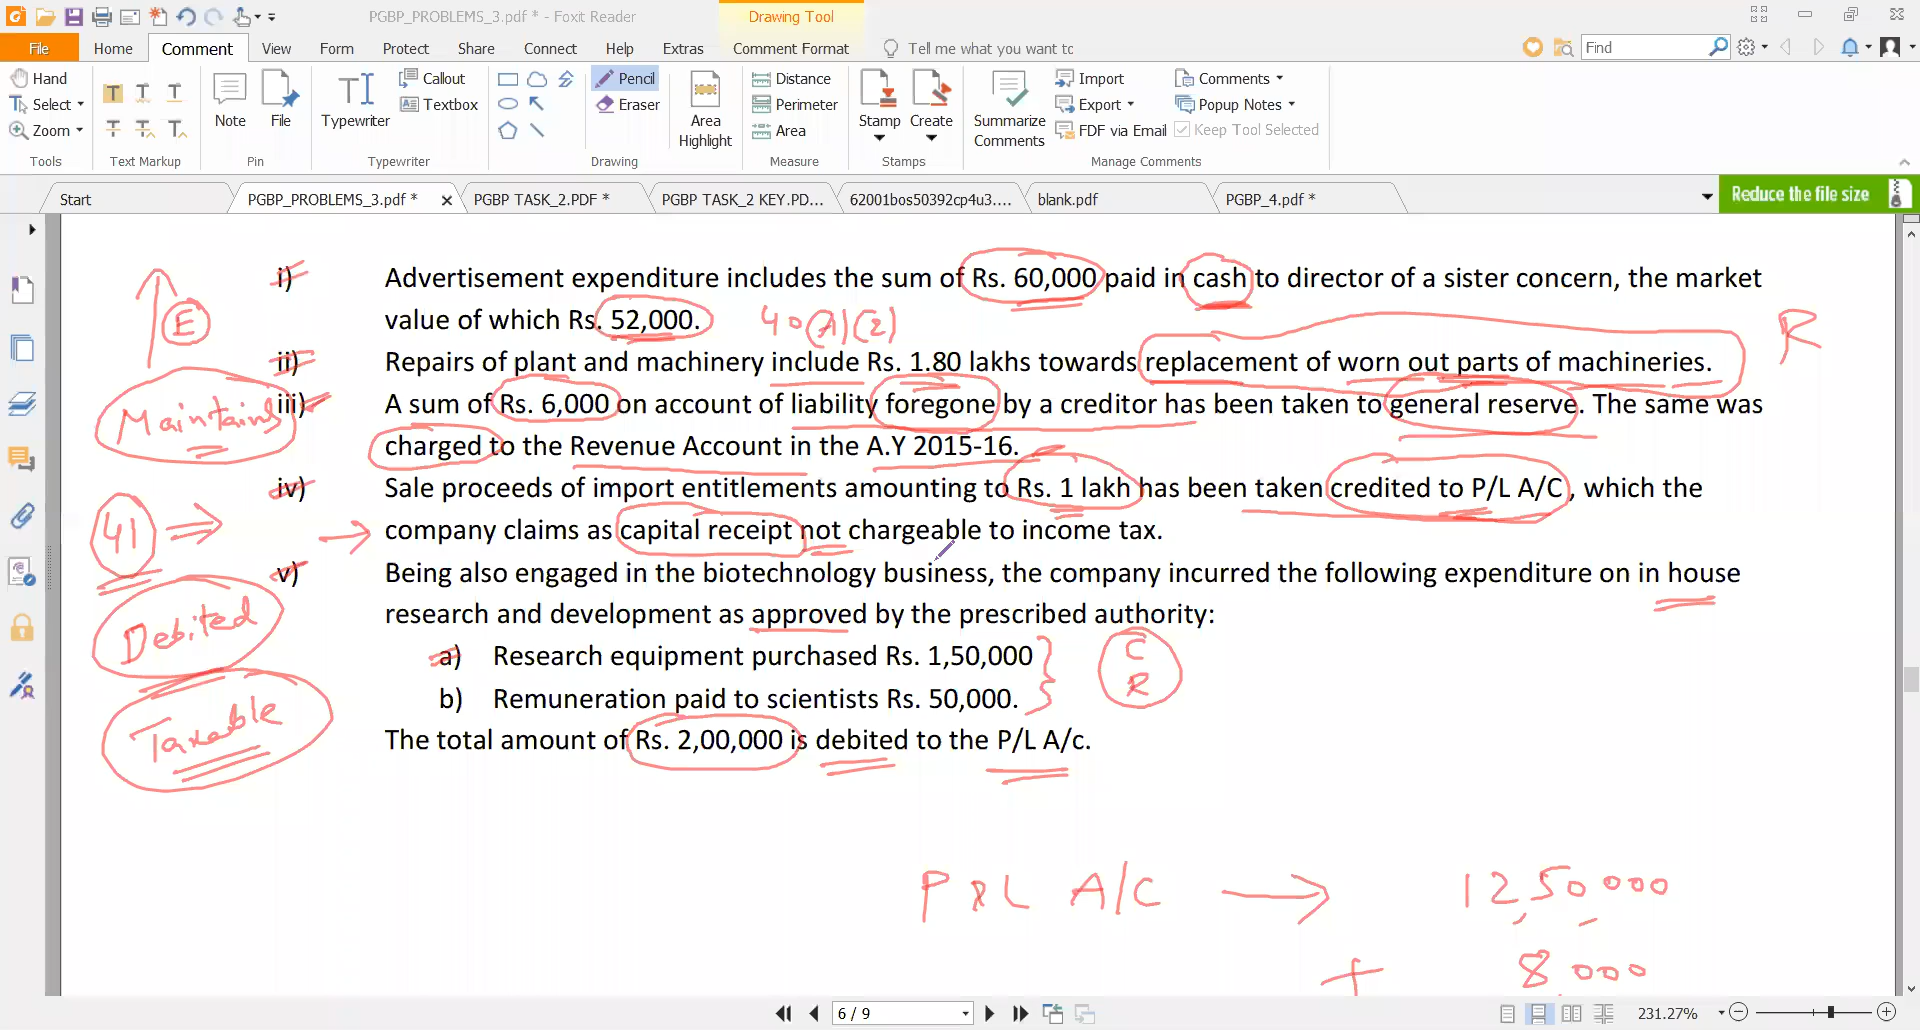 PGBP_PROBLEMS_3.pdf * - Foxit Reader
Drawing Tool
File Home Comment View Form Protect Share Connect Help Extras Comment Format Tell me what you want to Find
Hand
Select
Zoom
Tools
Text Markup
Note
File
Pin
Typewriter
Typewriter
Callout
Textbox
Pencil
Eraser
Drawing
Area
Highlight
Distance
Perimeter
Area
Measure
Stamp
Create
Stamps
Summarize
Comments
Import
Export
FDF via Email
Comments
Popup Notes
Keep Tool Selected
Manage Comments
Start PGBP_PROBLEMS_3.pdf * PGBP TASK_2.PDF * PGBP TASK_2 KEY.PD... 62001bos50392cp4u3.... blank.pdf PGBP_4.pdf * Reduce the file size
i) Advertisement expenditure includes the sum of Rs. 60,000 paid in cash to director of a sister concern, the market
E
value of which Rs. 52,000. 40(A)(2)
R
ii) Repairs of plant and machinery include Rs. 1.80 lakhs towards replacement of worn out parts of machineries.
Maintains
iii) A sum of Rs. 6,000 on account of liability foregone by a creditor has been taken to general reserve. The same was
charged to the Revenue Account in the A.Y 2015-16.
iv) Sale proceeds of import entitlements amounting to Rs. 1 lakh has been taken credited to P/L A/C, which the
41
company claims as capital receipt not chargeable to income tax.
v) Being also engaged in the biotechnology business, the company incurred the following expenditure on in house
research and development as approved by the prescribed authority:
Debited
a) Research equipment purchased Rs. 1,50,000
C
R
b) Remuneration paid to scientists Rs. 50,000.
Taxable
The total amount of Rs. 2,00,000 is debited to the P/L A/c.
P & L A/C → 12,50,000
+ 8,000
6 / 9
231.27%